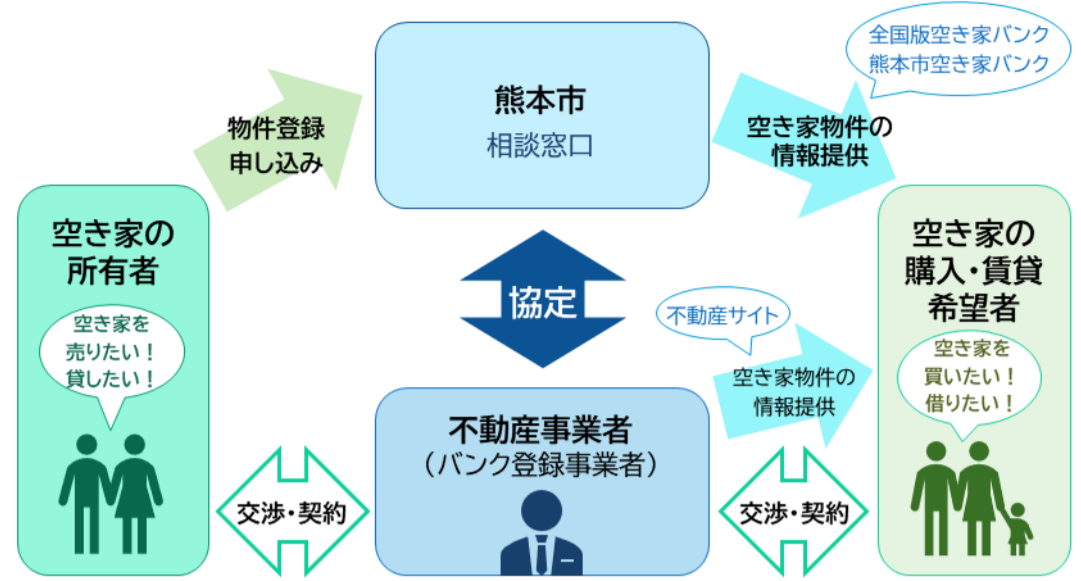 全国版空き家バンク
熊本市空き家バンク
熊本市
相談窓口
物件登録
申し込み
空き家物件の
情報提供
空き家の
所有者
空き家を
売りたい！
貸したい！
協定
不動産サイト
空き家物件の
情報提供
空き家の
購入・賃貸
希望者
空き家を
買いたい！
借りたい！
不動産事業者
（バンク登録事業者）
交渉・契約
交渉・契約